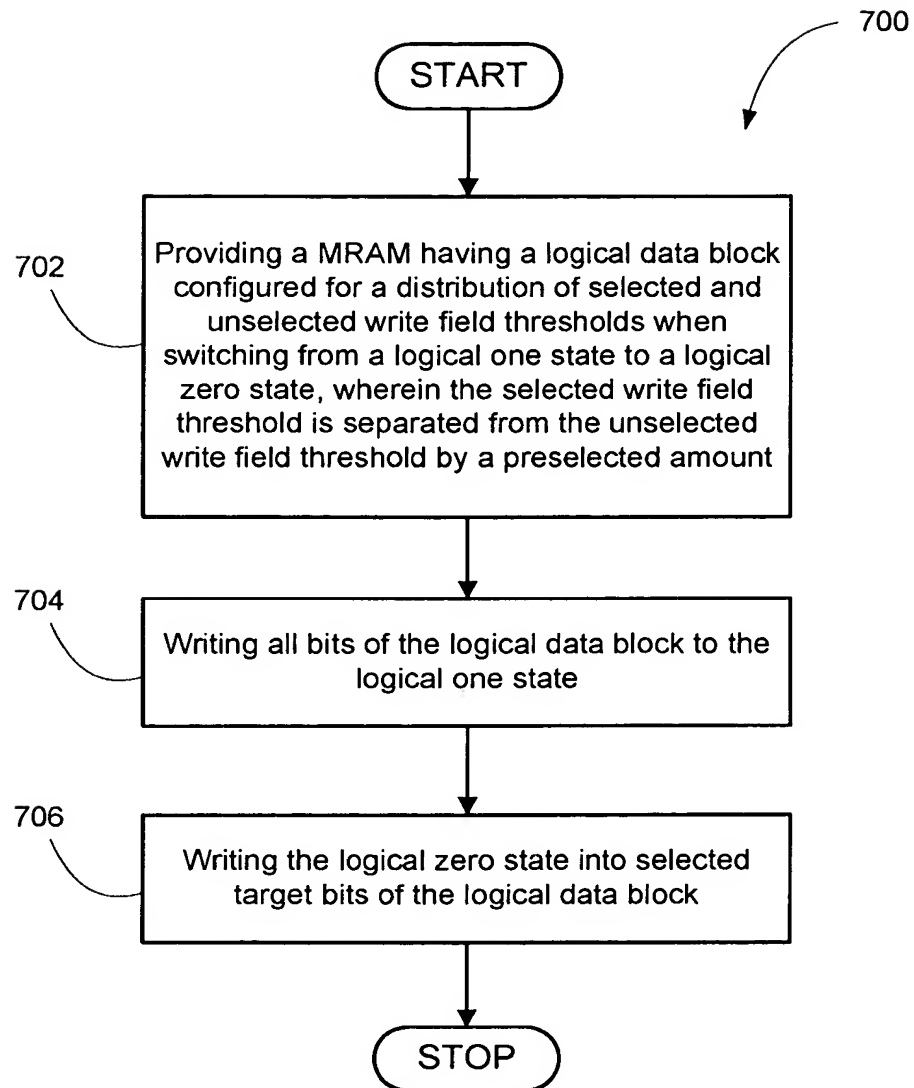 700
START
702
Providing a MRAM having a logical data block
configured for a distribution of selected and
unselected write field thresholds when
switching from a logical one state to a logical
zero state, wherein the selected write field
threshold is separated from the unselected
write field threshold by a preselected amount
704
Writing all bits of the logical data block to the
logical one state
706
Writing the logical zero state into selected
target bits of the logical data block
STOP